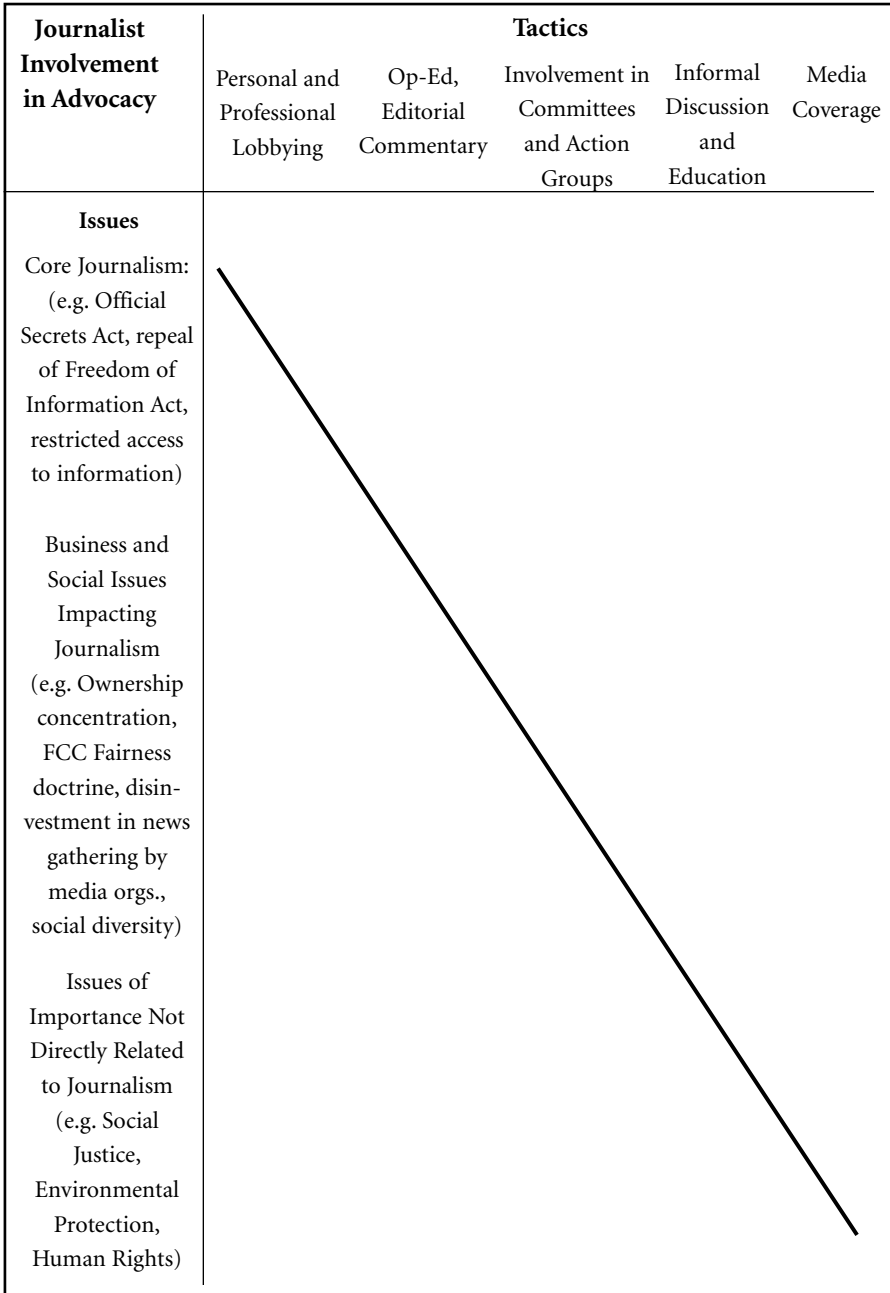 Journalist
Involvement
in Advocacy
Tactics
Personal and
Professional
Lobbying
Op-Ed,
Editorial
Commentary
Involvement in
Committees
and Action
Groups
Informal
Discussion
and
Education
Media
Coverage
Issues
Core Journalism:
(e.g. Official
Secrets Act, repeal
of Freedom of
Information Act,
restricted access
to information)
Business and
Social Issues
Impacting
Journalism
(e.g. Ownership
concentration,
FCC Fairness
doctrine, disin-
vestment in news
gathering by
media orgs.,
social diversity)
Issues of
Importance Not
Directly Related
to Journalism
(e.g. Social
Justice,
Environmental
Protection,
Human Rights)